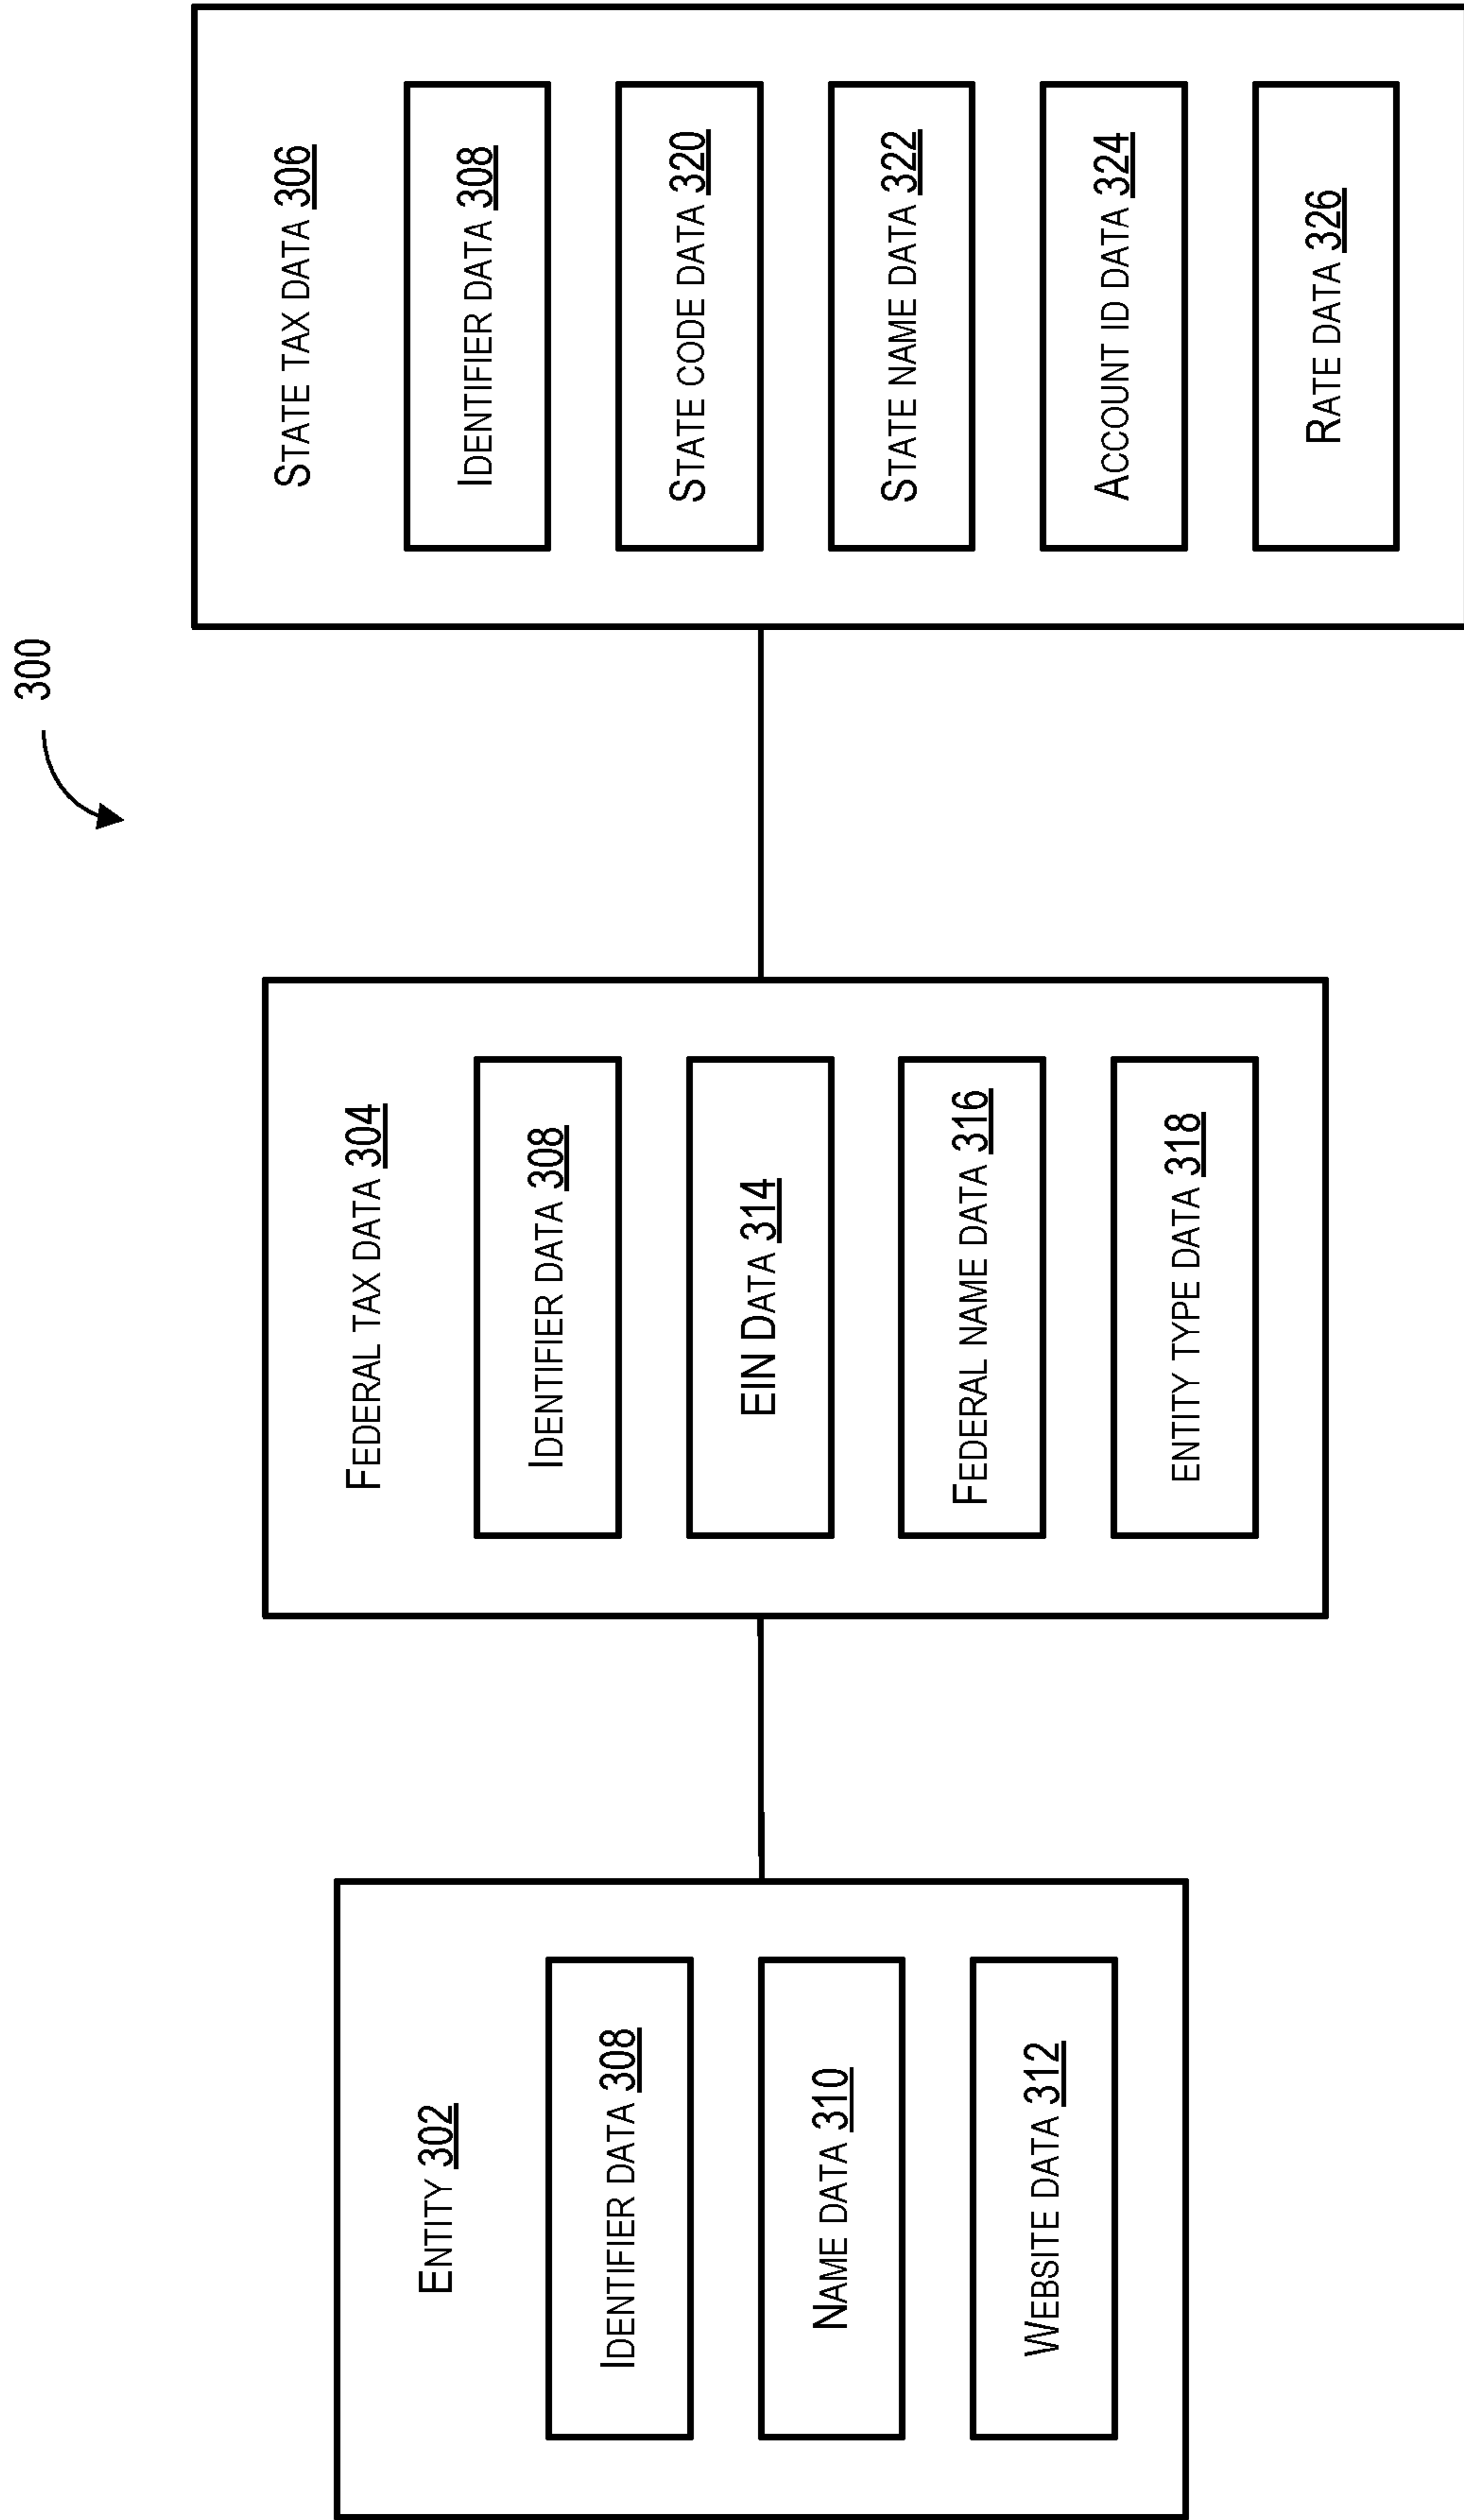 300
ENTITY 302
IDENTIFIER DATA 308
NAME DATA 310
WEBSITE DATA 312
FEDERAL TAX DATA 304
IDENTIFIER DATA 308
EIN DATA 314
FEDERAL NAME DATA 316
ENTITY TYPE DATA 318
STATE TAX DATA 306
IDENTIFIER DATA 308
STATE CODE DATA 320
STATE NAME DATA 322
ACCOUNT ID DATA 324
RATE DATA 326